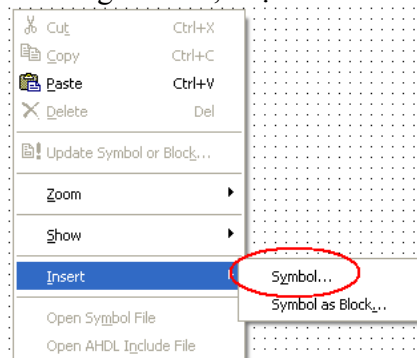 Cut Ctrl+X
Copy Ctrl+C
Paste Ctrl+V
Delete Del
Update Symbol or Block...
Zoom
Show
Insert
Symbol...
Symbol as Block...
Open Symbol File
Open AHDL Include File